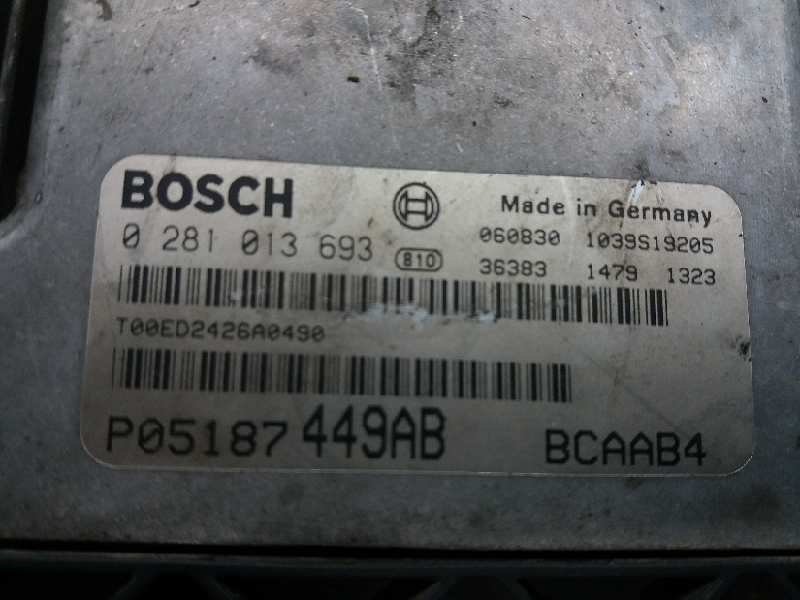 BOSCH
Made in Germany
0 281 013 693
060830 1039S19205
810
36383 1479 1323
T00ED2426A0490
P05187449AB
BCAAB4